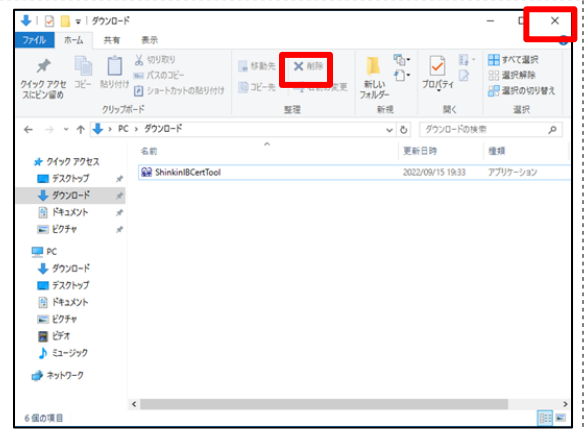 ダウンロード
ファイル ホーム 共有 表示
クイック アクセスにピン留め
コピー
貼り付け
切り取り
パスのコピー
ショートカットの貼り付け
移動先
コピー先
削除
の変更
新しいフォルダー
プロパティ
すべて選択
選択解除
選択の切り替え
クリップボード 整理 新規 開く 選択
PC › ダウンロード
ダウンロードの検索
名前 更新日時 種類
ShinkinIBCertTool 2022/09/15 19:33 アプリケーション
クイック アクセス
デスクトップ
ダウンロード
ドキュメント
ピクチャ
PC
ダウンロード
デスクトップ
ドキュメント
ピクチャ
ビデオ
ミュージック
ネットワーク
6 個の項目